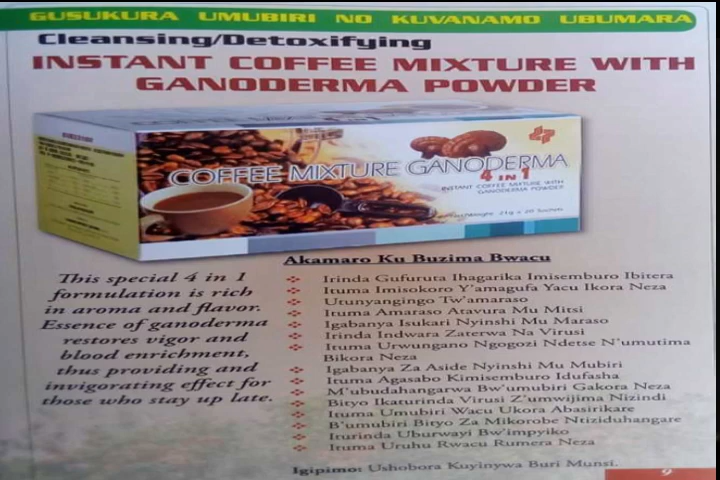 GUSUKURA UMUBIRI NO KUVANAMO UBUMARA
Cleansing/Detoxifying
INSTANT COFFEE MIXTURE WITH
GANODERMA POWDER
COFFEE MIXTURE GANODERMA
4 IN 1
INSTANT COFFEE MIXTURE WITH
GANODERMA POWDER
21g x 20 Sachets
This special 4 in 1
formulation is rich
in aroma and flavor.
Essence of ganoderma
restores vigor and
blood enrichment,
thus providing and
invigorating effect for
those who stay up late.
Akamaro Ku Buzima Bwacu
Irinda Gufuruta Ihagarika Imisemburo Ibitera
Ituma Imisokoro Y'amagufa Yacu Ikora Neza
Utunyangingo Tw'amaraso
Ituma Amaraso Atavura Mu Mitsi
Igabanya Isukari Nyinshi Mu Maraso
Irinda Indwara Zaterwa Na Virusi
Ituma Urwungano Ngogozi Ndetse N'umutima
Bikora Neza
Igabanya Za Aside Nyinshi Mu Mubiri
Ituma Agasabo Kimisemburo Idufasha
M'ubudahangarwa Bw'umubiri Gakora Neza
Bityo Ikaturinda Virusi Z'umwijima Nizindi
Ituma Umubiri Wacu Ukora Abasirikare
B'umubiri Bityo Za Mikorobe Ntiziduhangare
Iturinda Uburwayi Bw'impyiko
Ituma Uruhu Rwacu Rumera Neza
Igipimo: Ushobora Kuyinywa Buri Munsi.
9